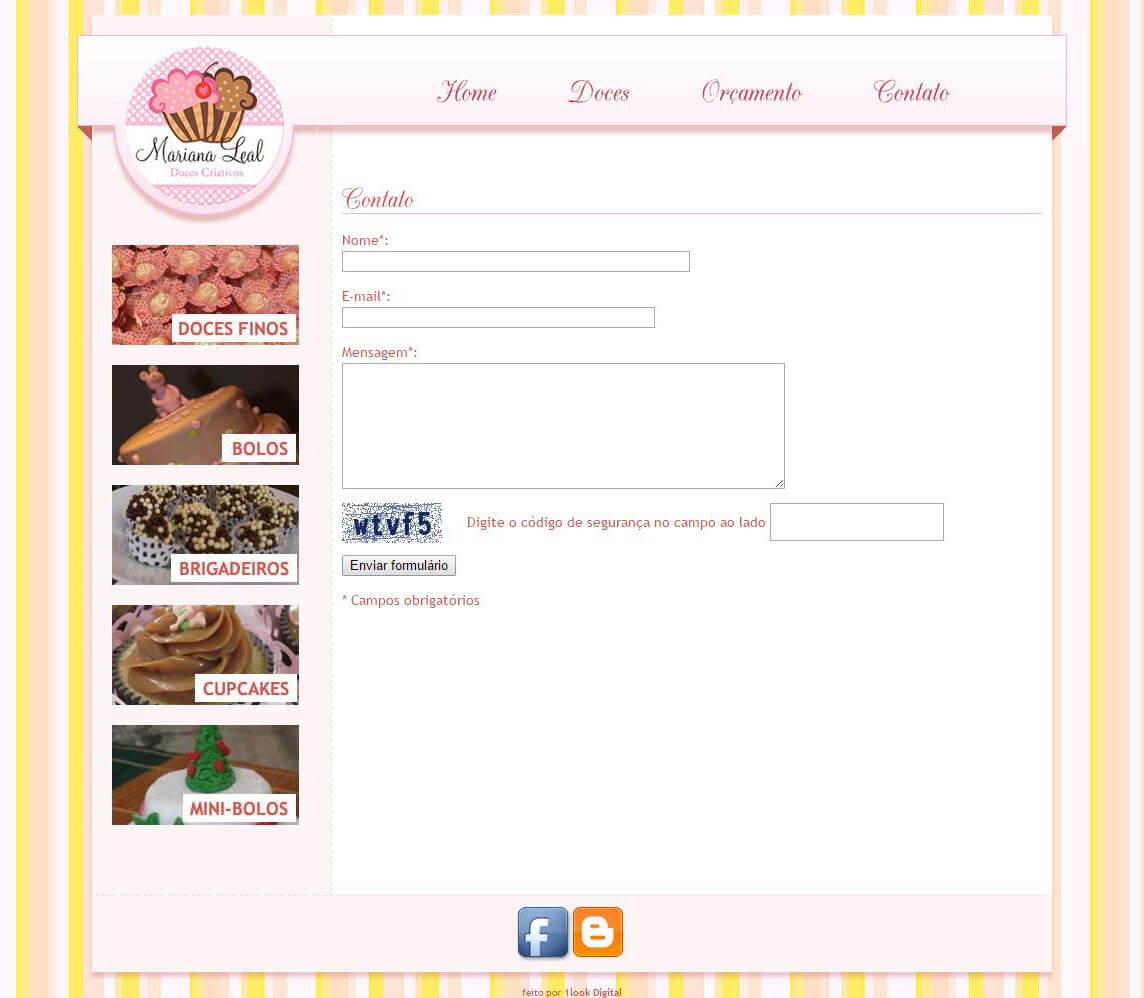 Mariana Leal
Doces Criativos
Home Doces Orçamento Contato
DOCES FINOS
BOLOS
BRIGADEIROS
CUPCAKES
MINI-BOLOS
Contato
Nome*:
E-mail*:
Mensagem*:
wtvf5 Digite o código de segurança no campo ao lado
Enviar formulário
* Campos obrigatórios
feito por 1look Digital